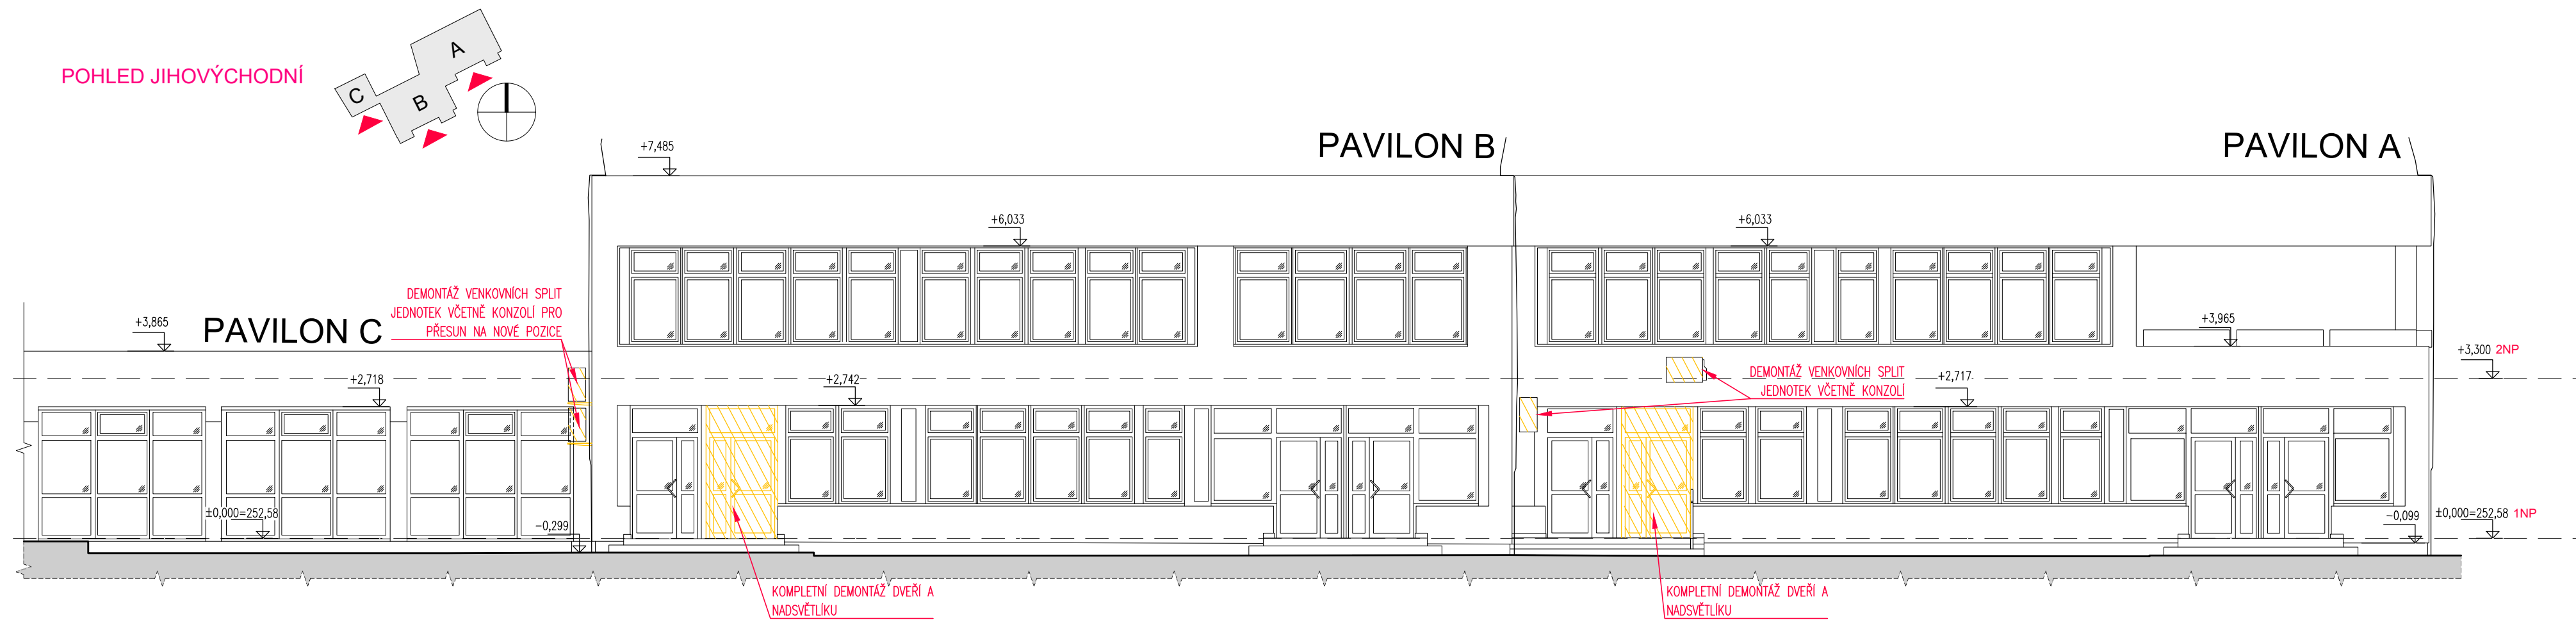 POHLED JIHOVÝCHODNÍ
A
B
C
PAVILON B
PAVILON A
+7,485
+6,033
+6,033
DEMONTÁŽ VENKOVNÍCH SPLIT
JEDNOTEK VČETNĚ KONZOLÍ PRO
PŘESUN NA NOVÉ POZICE
+3,865
PAVILON C
+3,965
+3,300 2NP
DEMONTÁŽ VENKOVNÍCH SPLIT
JEDNOTEK VČETNĚ KONZOLÍ
+2,718
+2,742
+2,717
±0,000=252,58
-0,299
-0,099
±0,000=252,58 1NP
KOMPLETNÍ DEMONTÁŽ DVEŘÍ A
NADSVĚTLÍKU
KOMPLETNÍ DEMONTÁŽ DVEŘÍ A
NADSVĚTLÍKU